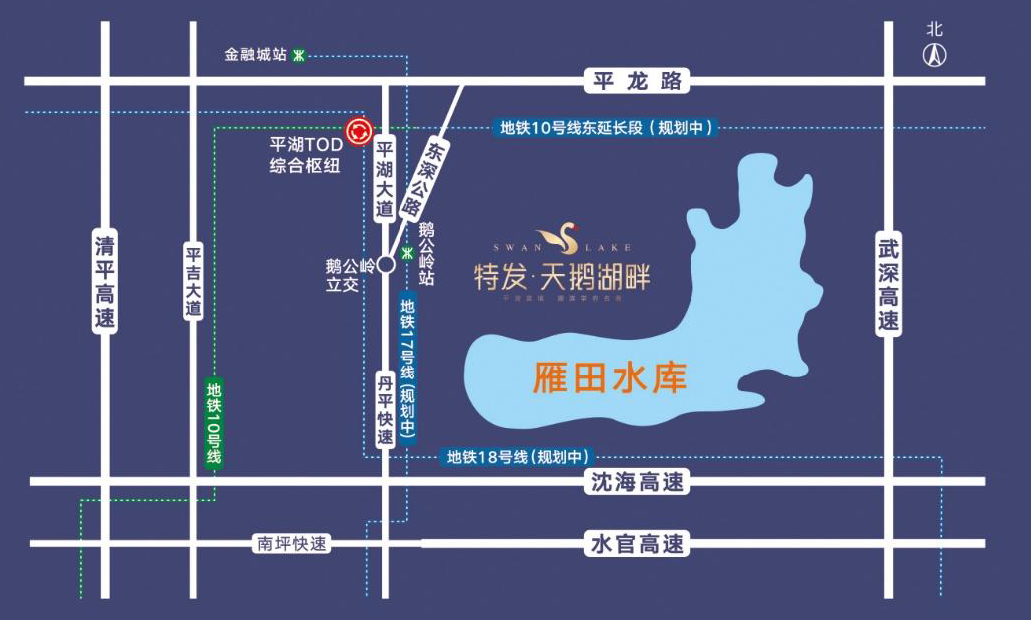 北
金融城站
平龙路
地铁10号线东延长段(规划中)
平湖TOD
综合枢纽
平湖大道
东深公路
鹅公岭站
鹅公岭
立交
清平高速
平吉大道
武深高速
SWAN LAKE
特发·天鹅湖畔
地铁17号线(规划中)
雁田水库
丹平快速
地铁10号线
地铁18号线(规划中)
沈海高速
南坪快速
水官高速